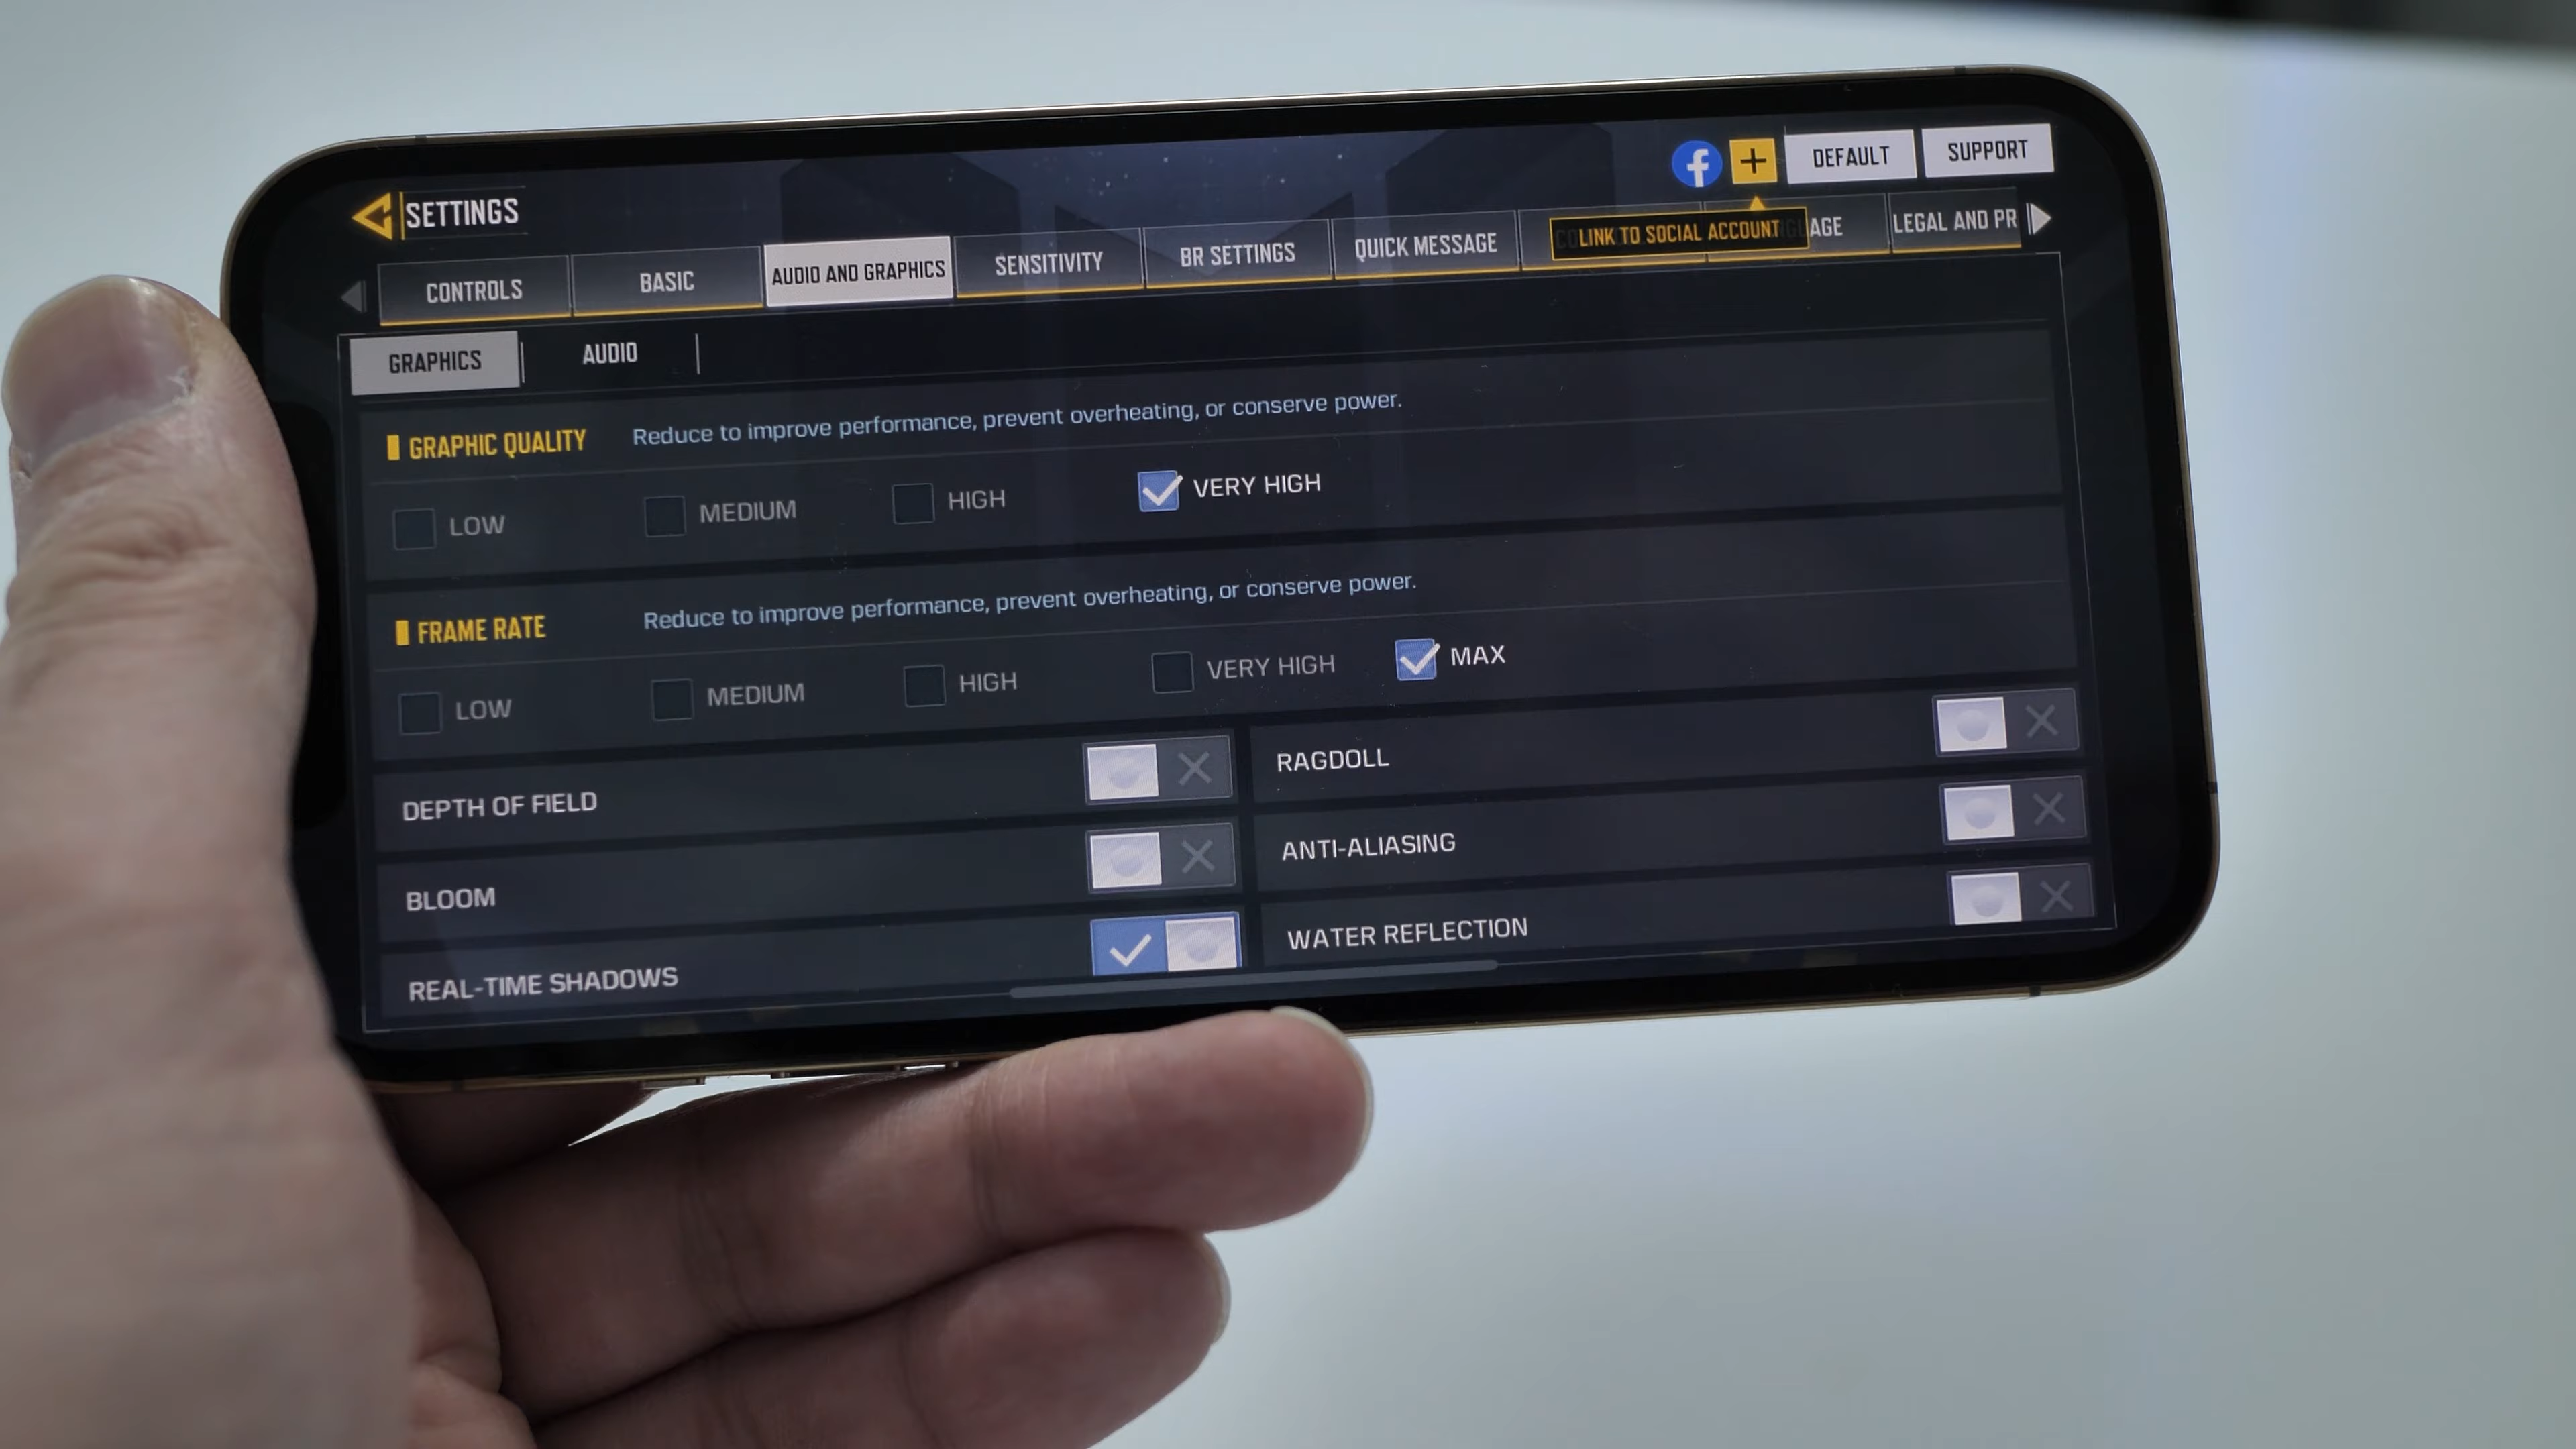 DEFAULT
SUPPORT
SETTINGS
LINK TO SOCIAL ACCOUNT
CONTROLS
BASIC
AUDIO AND GRAPHICS
SENSITIVITY
BR SETTINGS
QUICK MESSAGE
AGE
LEGAL AND PR
GRAPHICS
AUDIO
GRAPHIC QUALITY Reduce to improve performance, prevent overheating, or conserve power.
LOW MEDIUM HIGH VERY HIGH
FRAME RATE Reduce to improve performance, prevent overheating, or conserve power.
LOW MEDIUM HIGH VERY HIGH MAX
DEPTH OF FIELD
RAGDOLL
BLOOM
ANTI-ALIASING
REAL-TIME SHADOWS
WATER REFLECTION